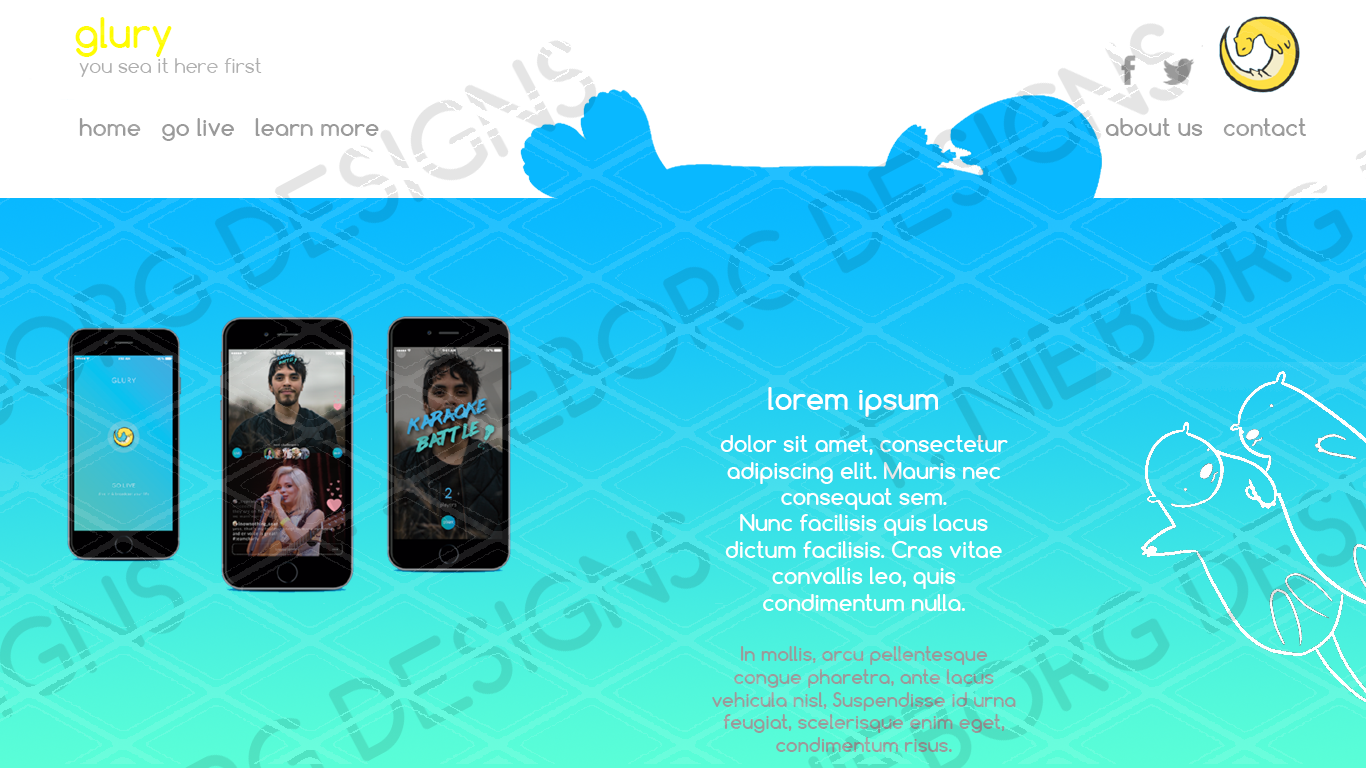 glury
you sea it here first
home go live learn more
about us contact
NIEBORG DESIGNS
GLURY
GO LIVE
KARAOKE
BATTLE
2
players
lorem ipsum
dolor sit amet, consectetur
adipiscing elit. Mauris nec
consequat sem.
Nunc facilisis quis lacus
dictum facilisis. Cras vitae
convallis leo, quis
condimentum nulla.
In mollis, arcu pellentesque
congue pharetra, ante lacus
vehicula nisl, Suspendisse id urna
feugiat, scelerisque enim eget,
condimentum risus.